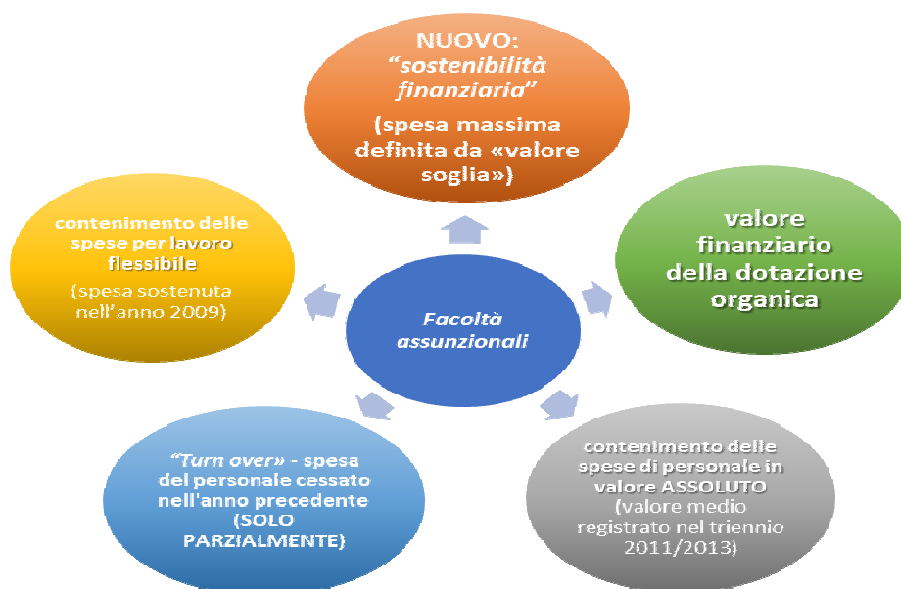 NUOVO:
“sostenibilità
finanziaria”
(spesa massima
definita da «valore
soglia»)
contenimento delle
spese per lavoro
flessibile
(spesa sostenuta
nell’anno 2009)
valore
finanziario
della dotazione
organica
Facoltà
assunzionali
“Turn over» - spesa
del personale cessato
nell'anno precedente
(SOLO
PARZIALMENTE)
contenimento delle
spese di personale in
valore ASSOLUTO
(valore medio
registrato nel triennio
2011/2013)